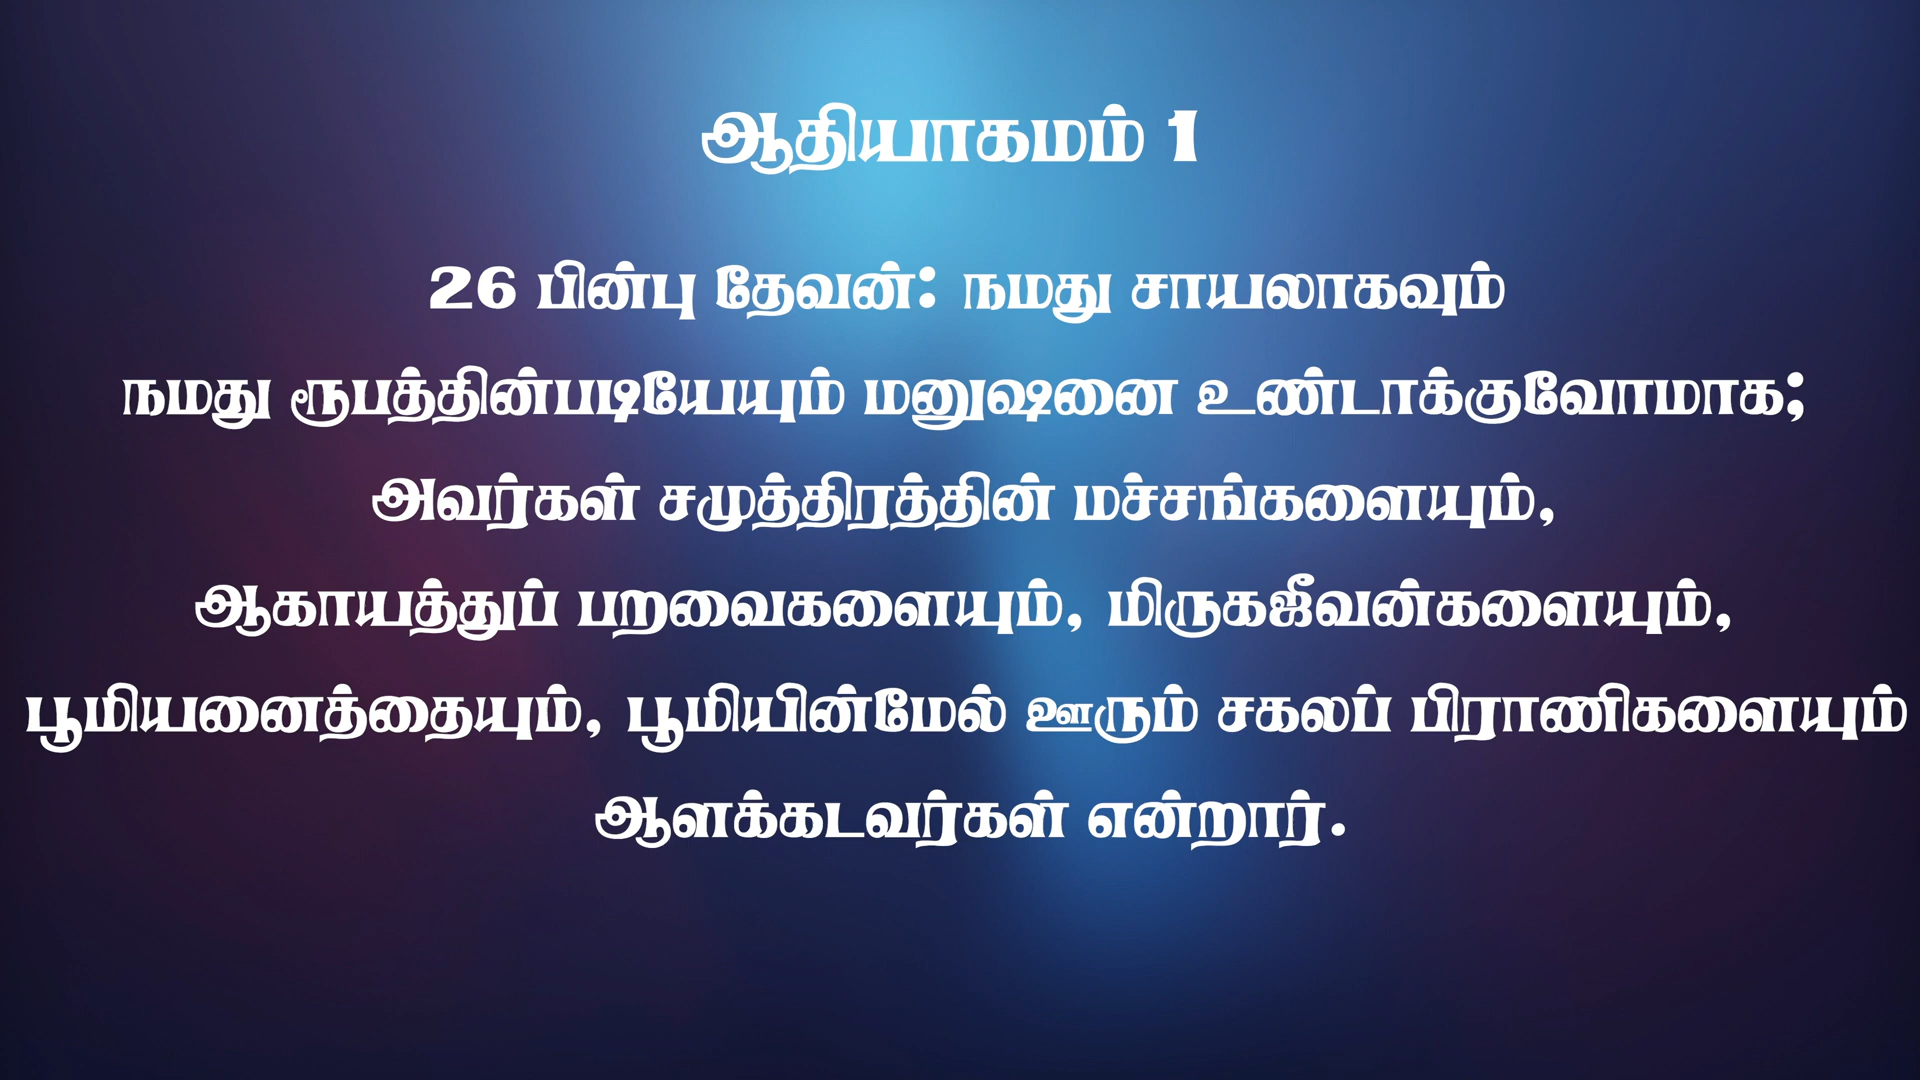 ஆதியாகமம் 1
26 பின்பு தேவன்: நமது சாயலாகவும்
நமது ரூபத்தின்படியேயும் மனுஷனை உண்டாக்குவோமாக;
அவர்கள் சமுத்திரத்தின் மச்சங்களையும்,
ஆகாயத்துப் பறவைகளையும், மிருகஜீவன்களையும்,
பூமியனைத்தையும், பூமியின்மேல் ஊரும் சகலப் பிராணிகளையும்
ஆளக்கடவர்கள் என்றார்.